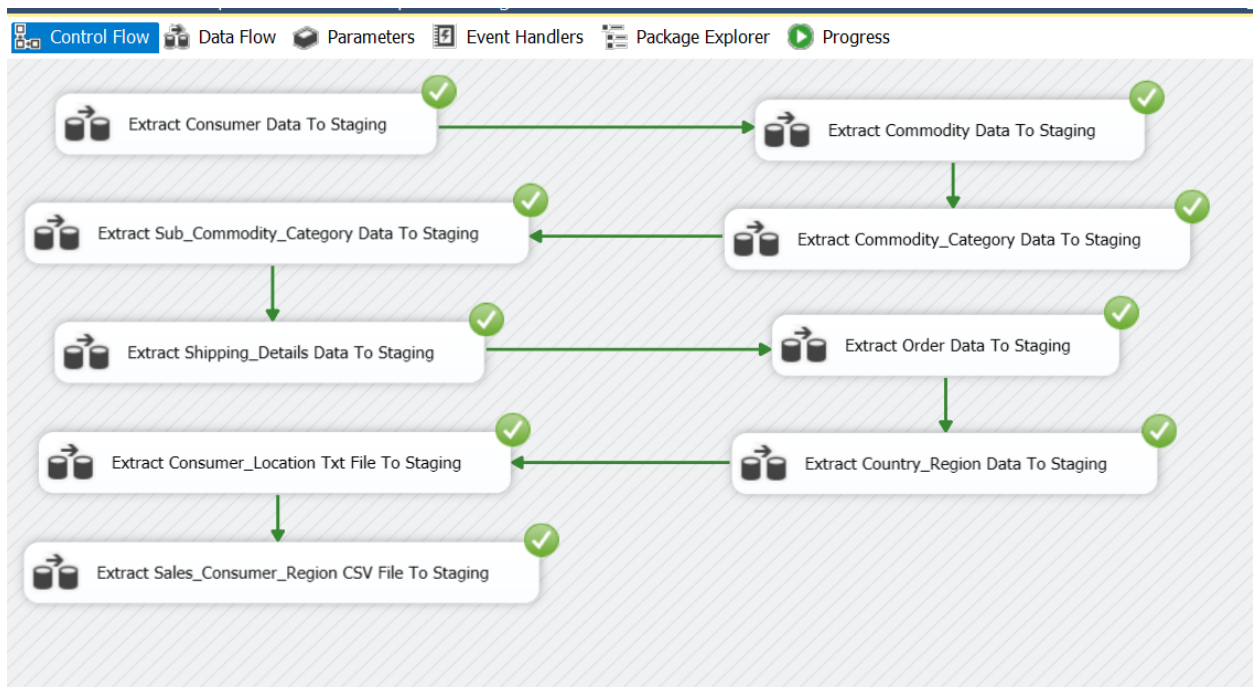 Control Flow Data Flow Parameters Event Handlers Package Explorer Progress
Extract Consumer Data To Staging
Extract Commodity Data To Staging
Extract Sub_Commodity_Category Data To Staging
Extract Commodity_Category Data To Staging
Extract Shipping_Details Data To Staging
Extract Order Data To Staging
Extract Consumer_Location Txt File To Staging
Extract Country_Region Data To Staging
Extract Sales_Consumer_Region CSV File To Staging